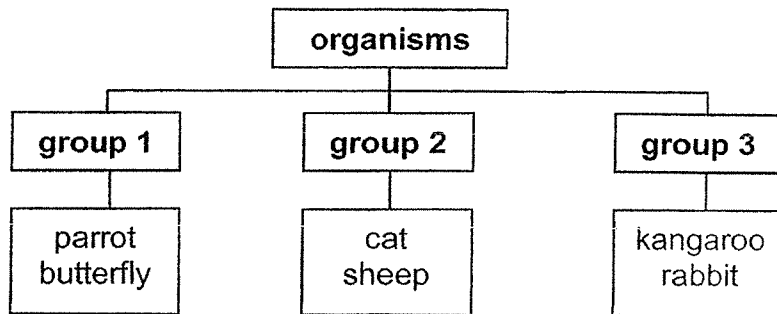 organisms
group 1
group 2
group 3
parrot
butterfly
cat
sheep
kangaroo
rabbit